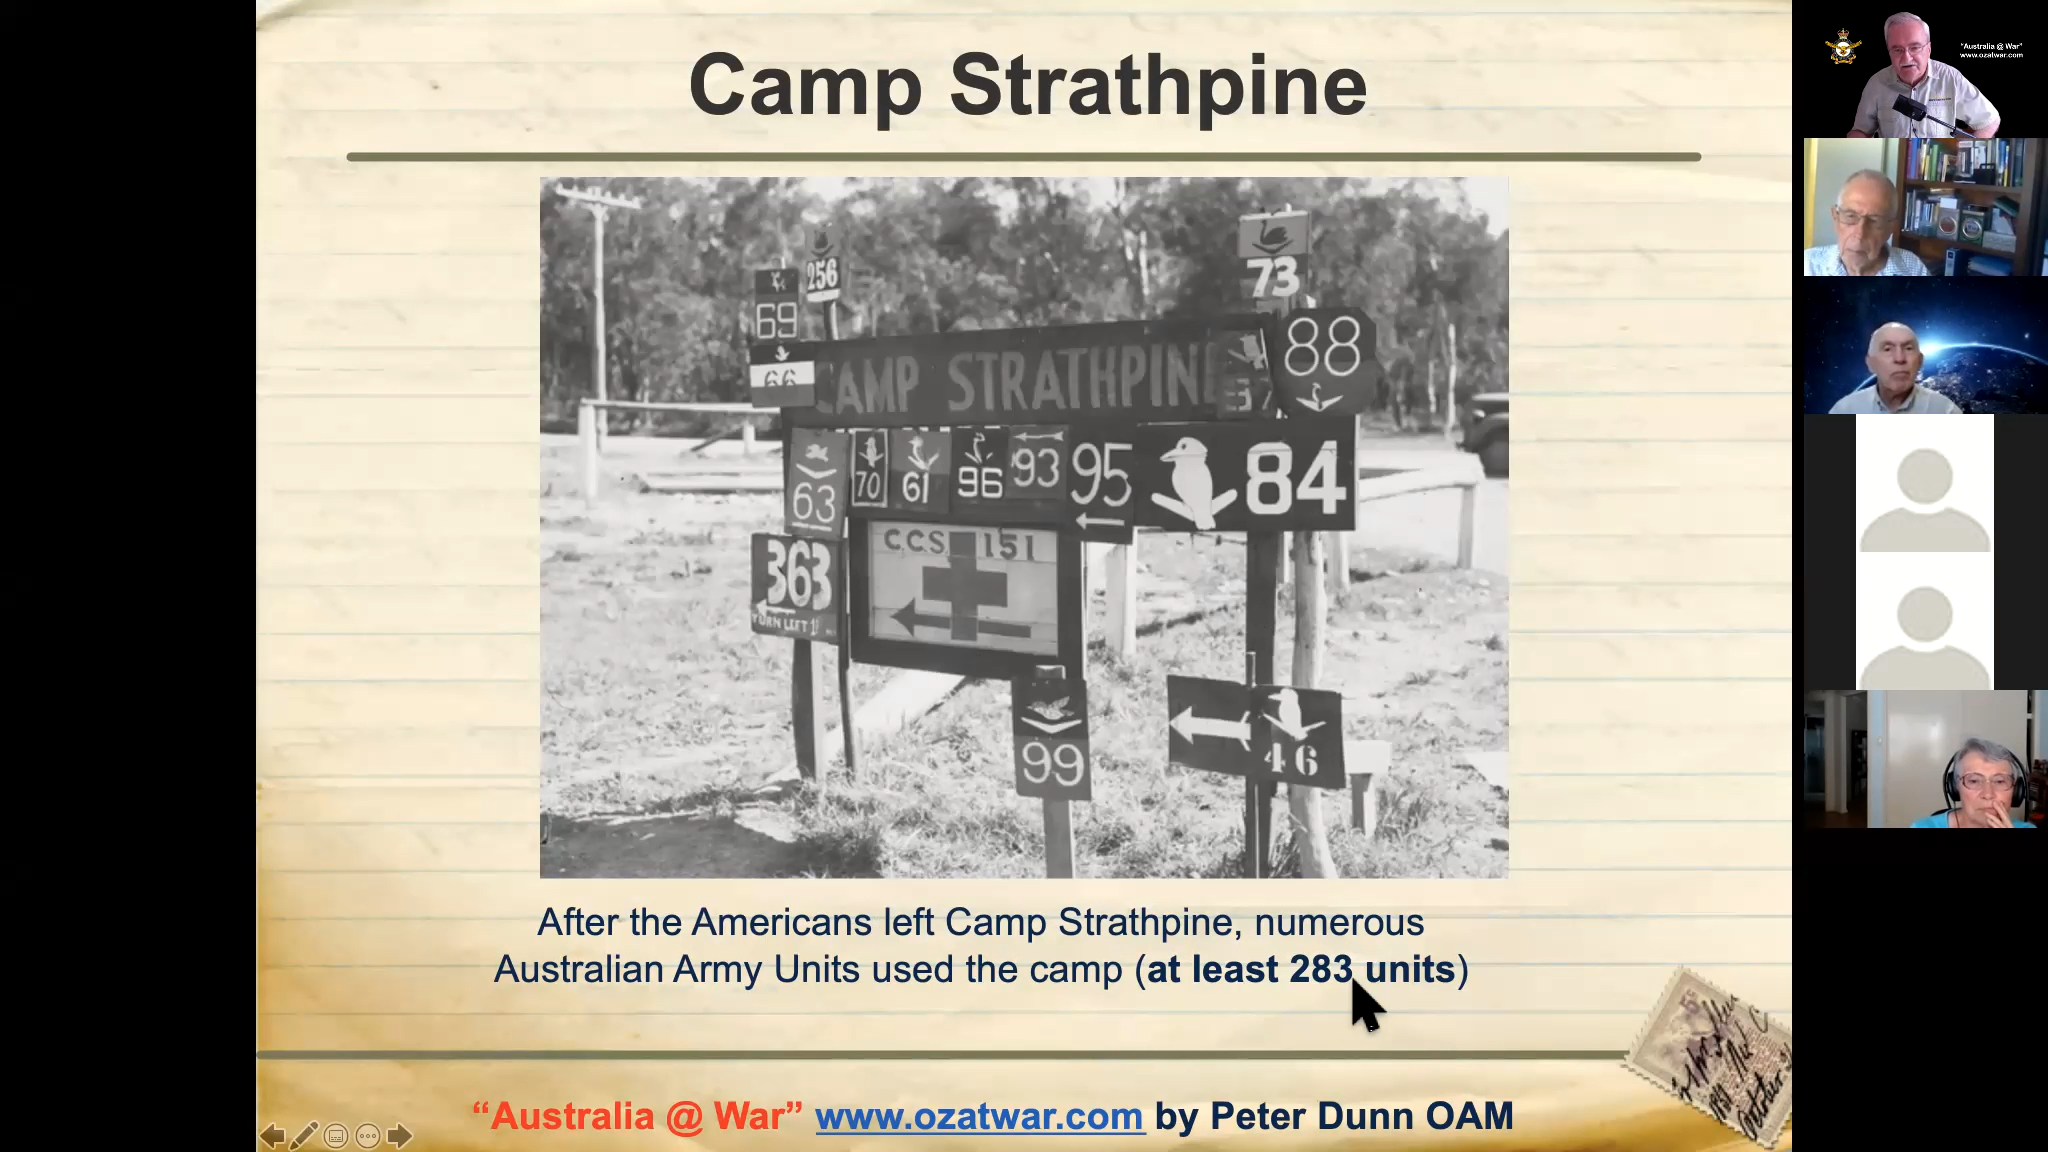 Camp Strathpine
"Australia @ War"
www.ozatwar.com
256
73
69
66
88
CAMP STRATHPINE
63
70
61
96
93
95
84
363
TURN LEFT
C.C.S. 151
99
46
After the Americans left Camp Strathpine, numerous
Australian Army Units used the camp (at least 283 units)
“Australia @ War” www.ozatwar.com by Peter Dunn OAM